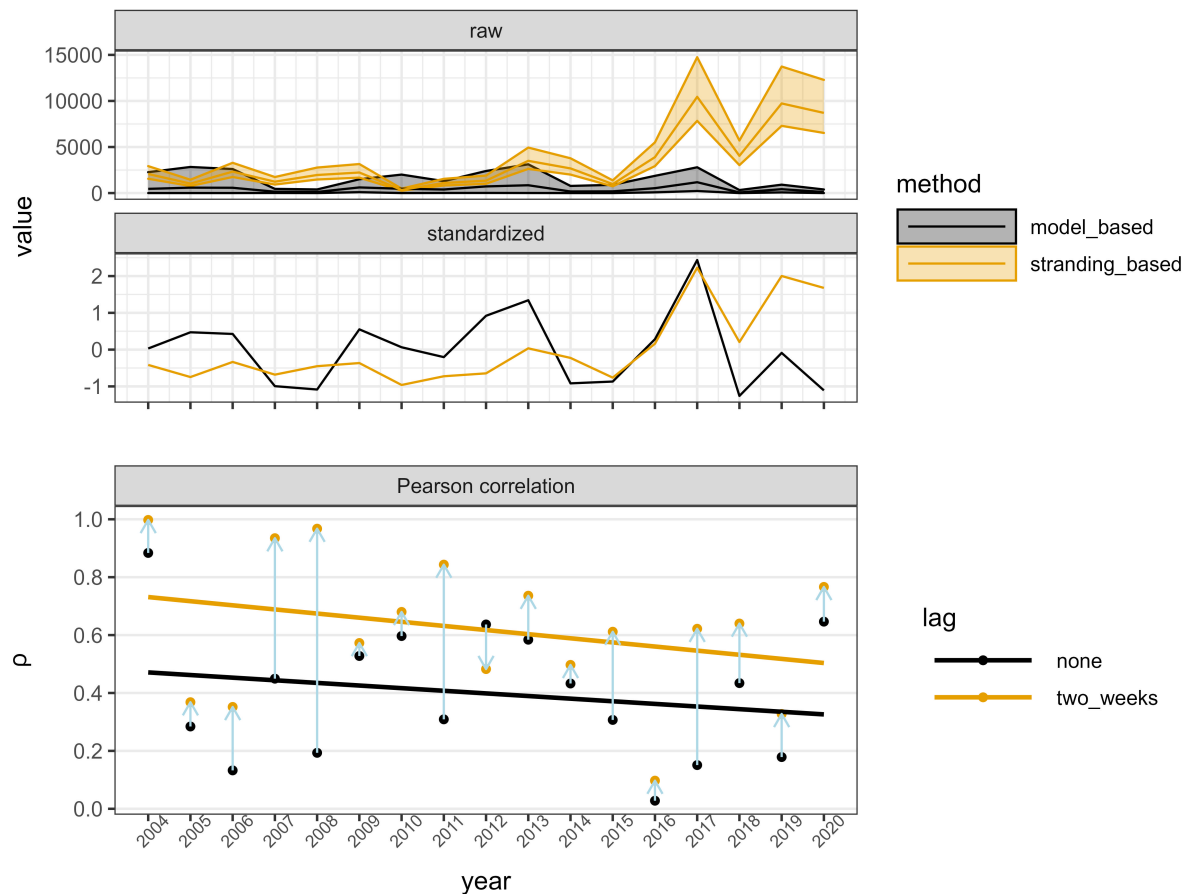 raw
15000
10000
5000
0
value
standardized
2
1
0
-1
method
model_based
stranding_based
Pearson correlation
1.0
0.8
0.6
0.4
0.2
0.0
ρ
2004 2005 2006 2007 2008 2009 2010 2011 2012 2013 2014 2015 2016 2017 2018 2019 2020
year
lag
none
two_weeks